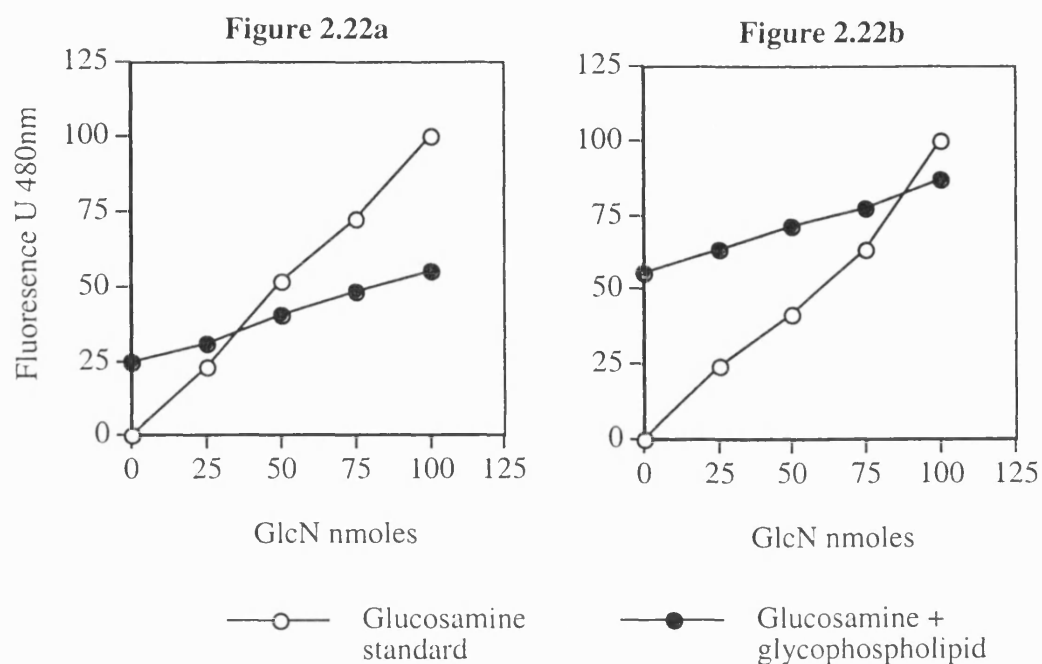 Figure 2.22a
Figure 2.22b
Fluoresence U 480nm
125
100
75
50
25
0
0 25 50 75 100 125
GlcN nmoles
125
100
75
50
25
0
0 25 50 75 100 125
GlcN nmoles
Glucosamine
standard
Glucosamine +
glycophospholipid